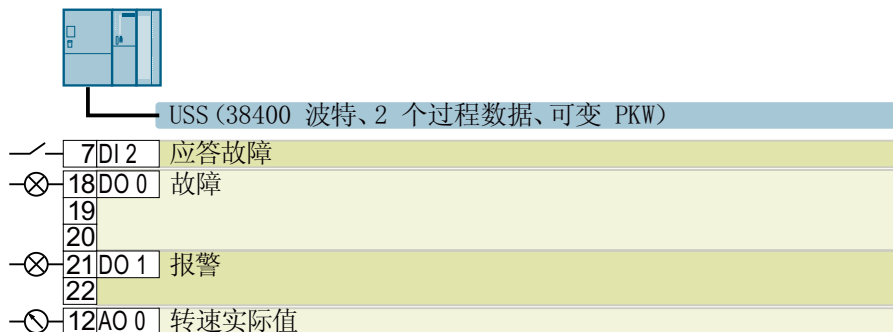 USS(38400 波特、2 个过程数据、可变 PKW)
7 DI 2 应答故障
18 DO 0 故障
19
20
21 DO 1 报警
22
12 AO 0 转速实际值